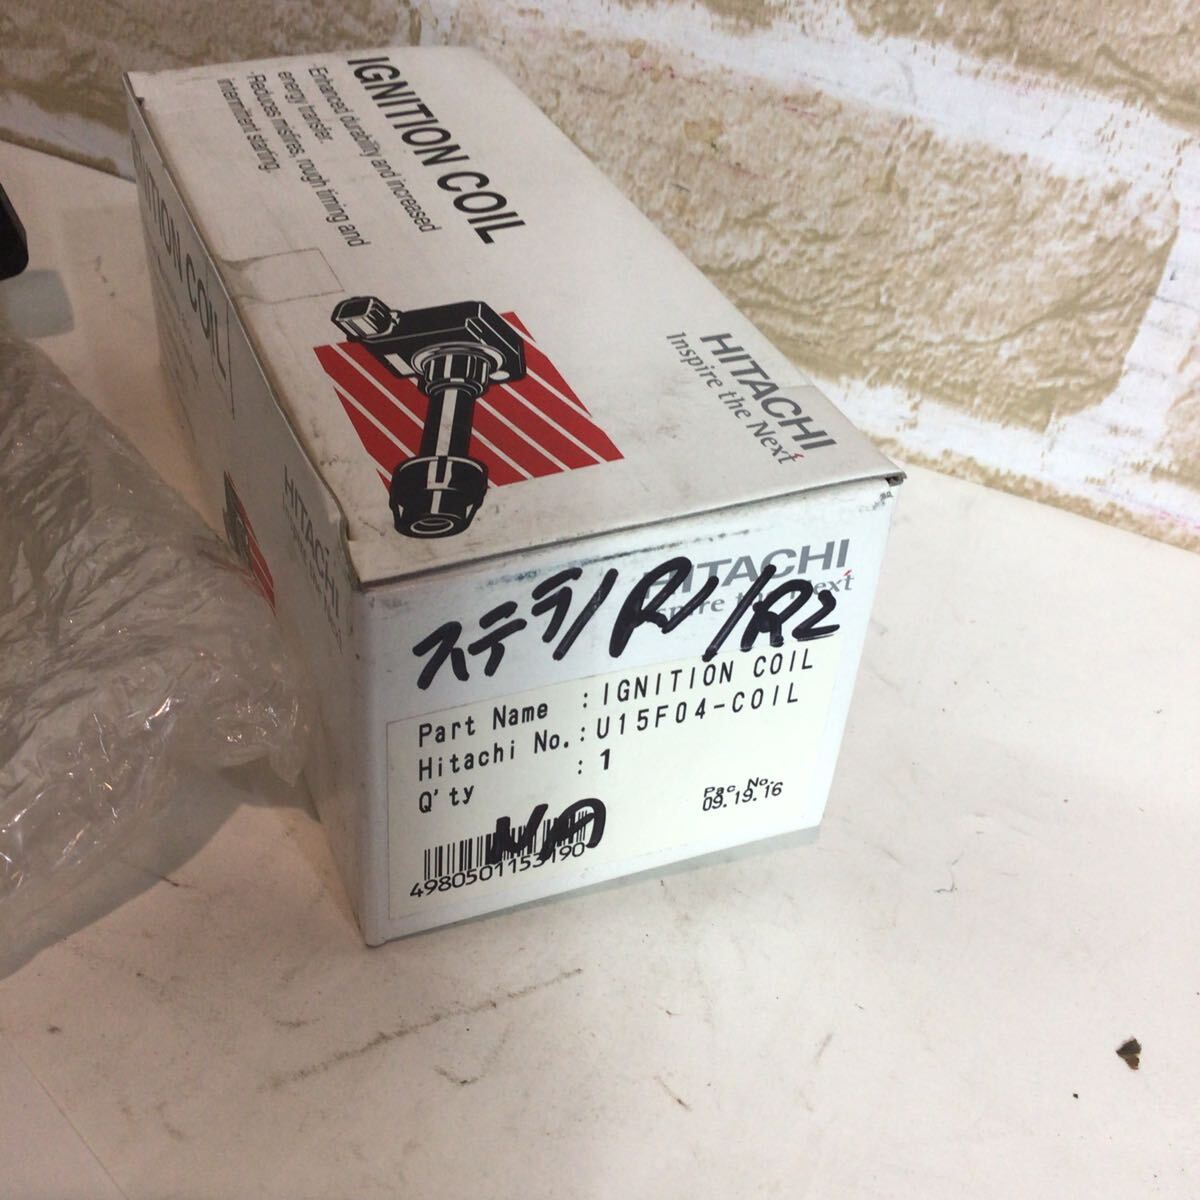 IGNITION COIL
·Enhanced durability and increased
energy transfer.
·Reduces misfires, rough timing and
intermittent starting.
HITACHI
Inspire the Next
IGNITION COIL
HITACHI
HITACHI
Inspire the Next
ステラ/R1/R2
Part Name : IGNITION COIL
Hitachi No. : U15F04-COIL
Q'ty : 1
Pac No.
09.19.16
NA
4980501153190